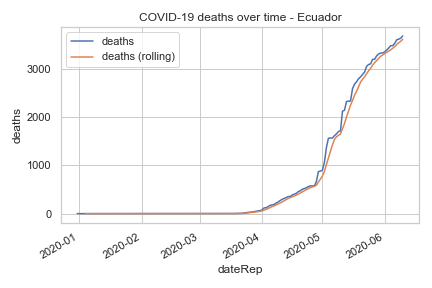 COVID-19 deaths over time - Ecuador
deaths
deaths (rolling)
3000
2000
1000
0
deaths
2020-01
2020-02
2020-03
2020-04
2020-05
2020-06
dateRep